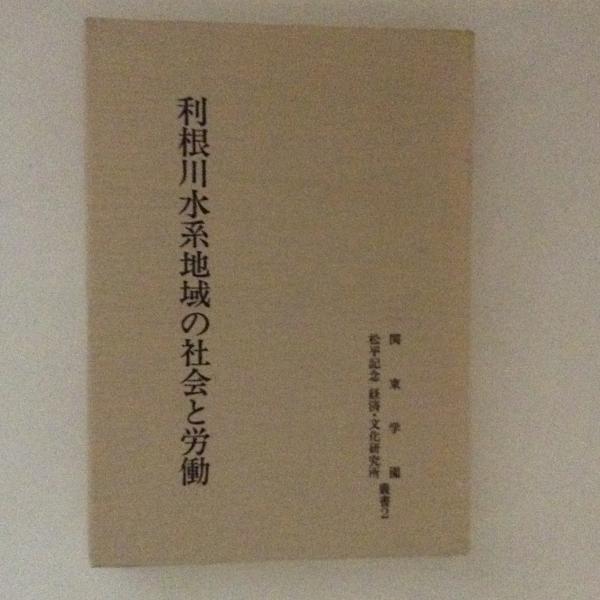 関東学園
松平記念 経済・文化研究所 叢書2
利根川水系地域の社会と労働